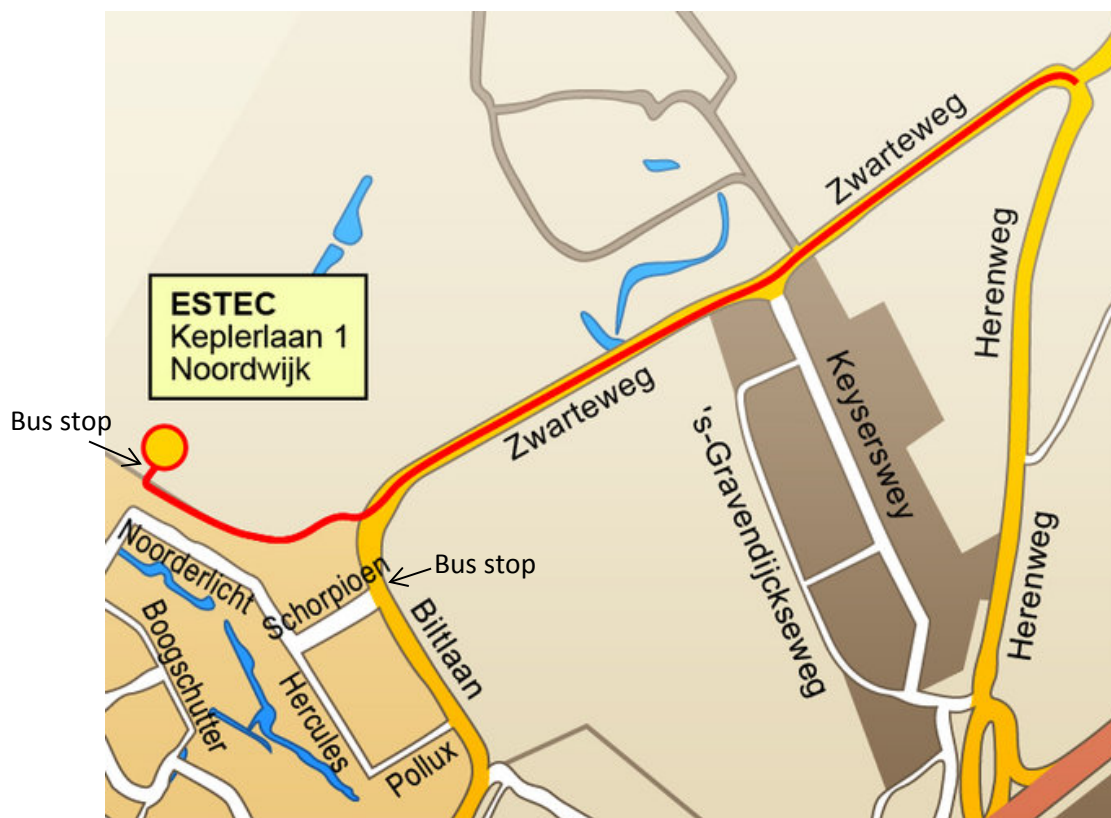 Zwarteweg
Herenweg
ESTEC
Keplerlaan 1
Noordwijk
Zwarteweg
Keyserswey
's-Gravendijckseweg
Bus stop
Noorderlicht
Schorpioen
Bus stop
Herenweg
Boogschutter
Hercules
Biltlaan
Pollux